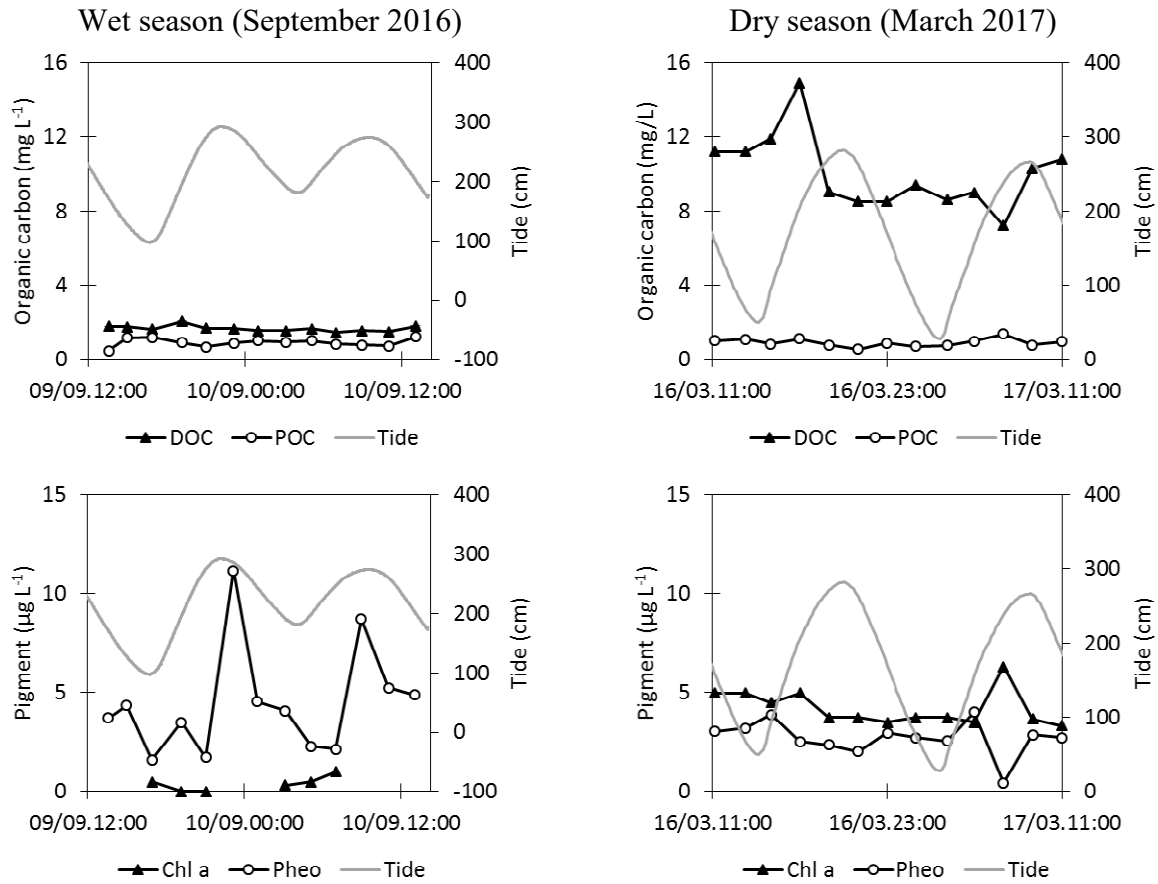 Wet season (September 2016)
Dry season (March 2017)
16
12
8
4
0
Organic carbon (mg L-1)
400
300
200
100
0
-100
Tide (cm)
09/09.12:00
10/09.00:00
10/09.12:00
DOC
POC
Tide
16
12
8
4
0
Organic carbon (mg/L)
400
300
200
100
0
Tide (cm)
16/03.11:00
16/03.23:00
17/03.11:00
DOC
POC
Tide
15
10
5
0
Pigment (µg L-1)
400
300
200
100
0
-100
Tide (cm)
09/09.12:00
10/09.00:00
10/09.12:00
Chl a
Pheo
Tide
15
10
5
0
Pigment (µg L-1)
400
300
200
100
0
Tide (cm)
16/03.11:00
16/03.23:00
17/03.11:00
Chl a
Pheo
Tide